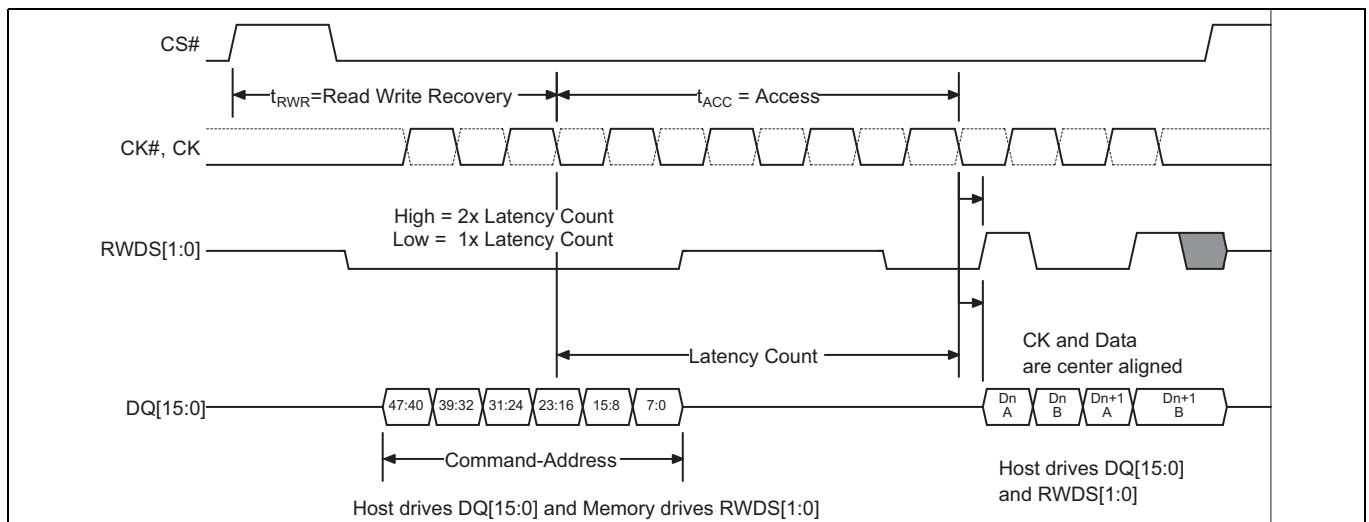 CS#
tRWR=Read Write Recovery
tACC = Access
CK#, CK
High = 2x Latency Count
Low = 1x Latency Count
RWDS[1:0]
Latency Count
CK and Data
are center aligned
DQ[15:0]
47:40
39:32
31:24
23:16
15:8
7:0
Dn
A
Dn
B
Dn+1
A
Dn+1
B
Command-Address
Host drives DQ[15:0]
and RWDS[1:0]
Host drives DQ[15:0] and Memory drives RWDS[1:0]